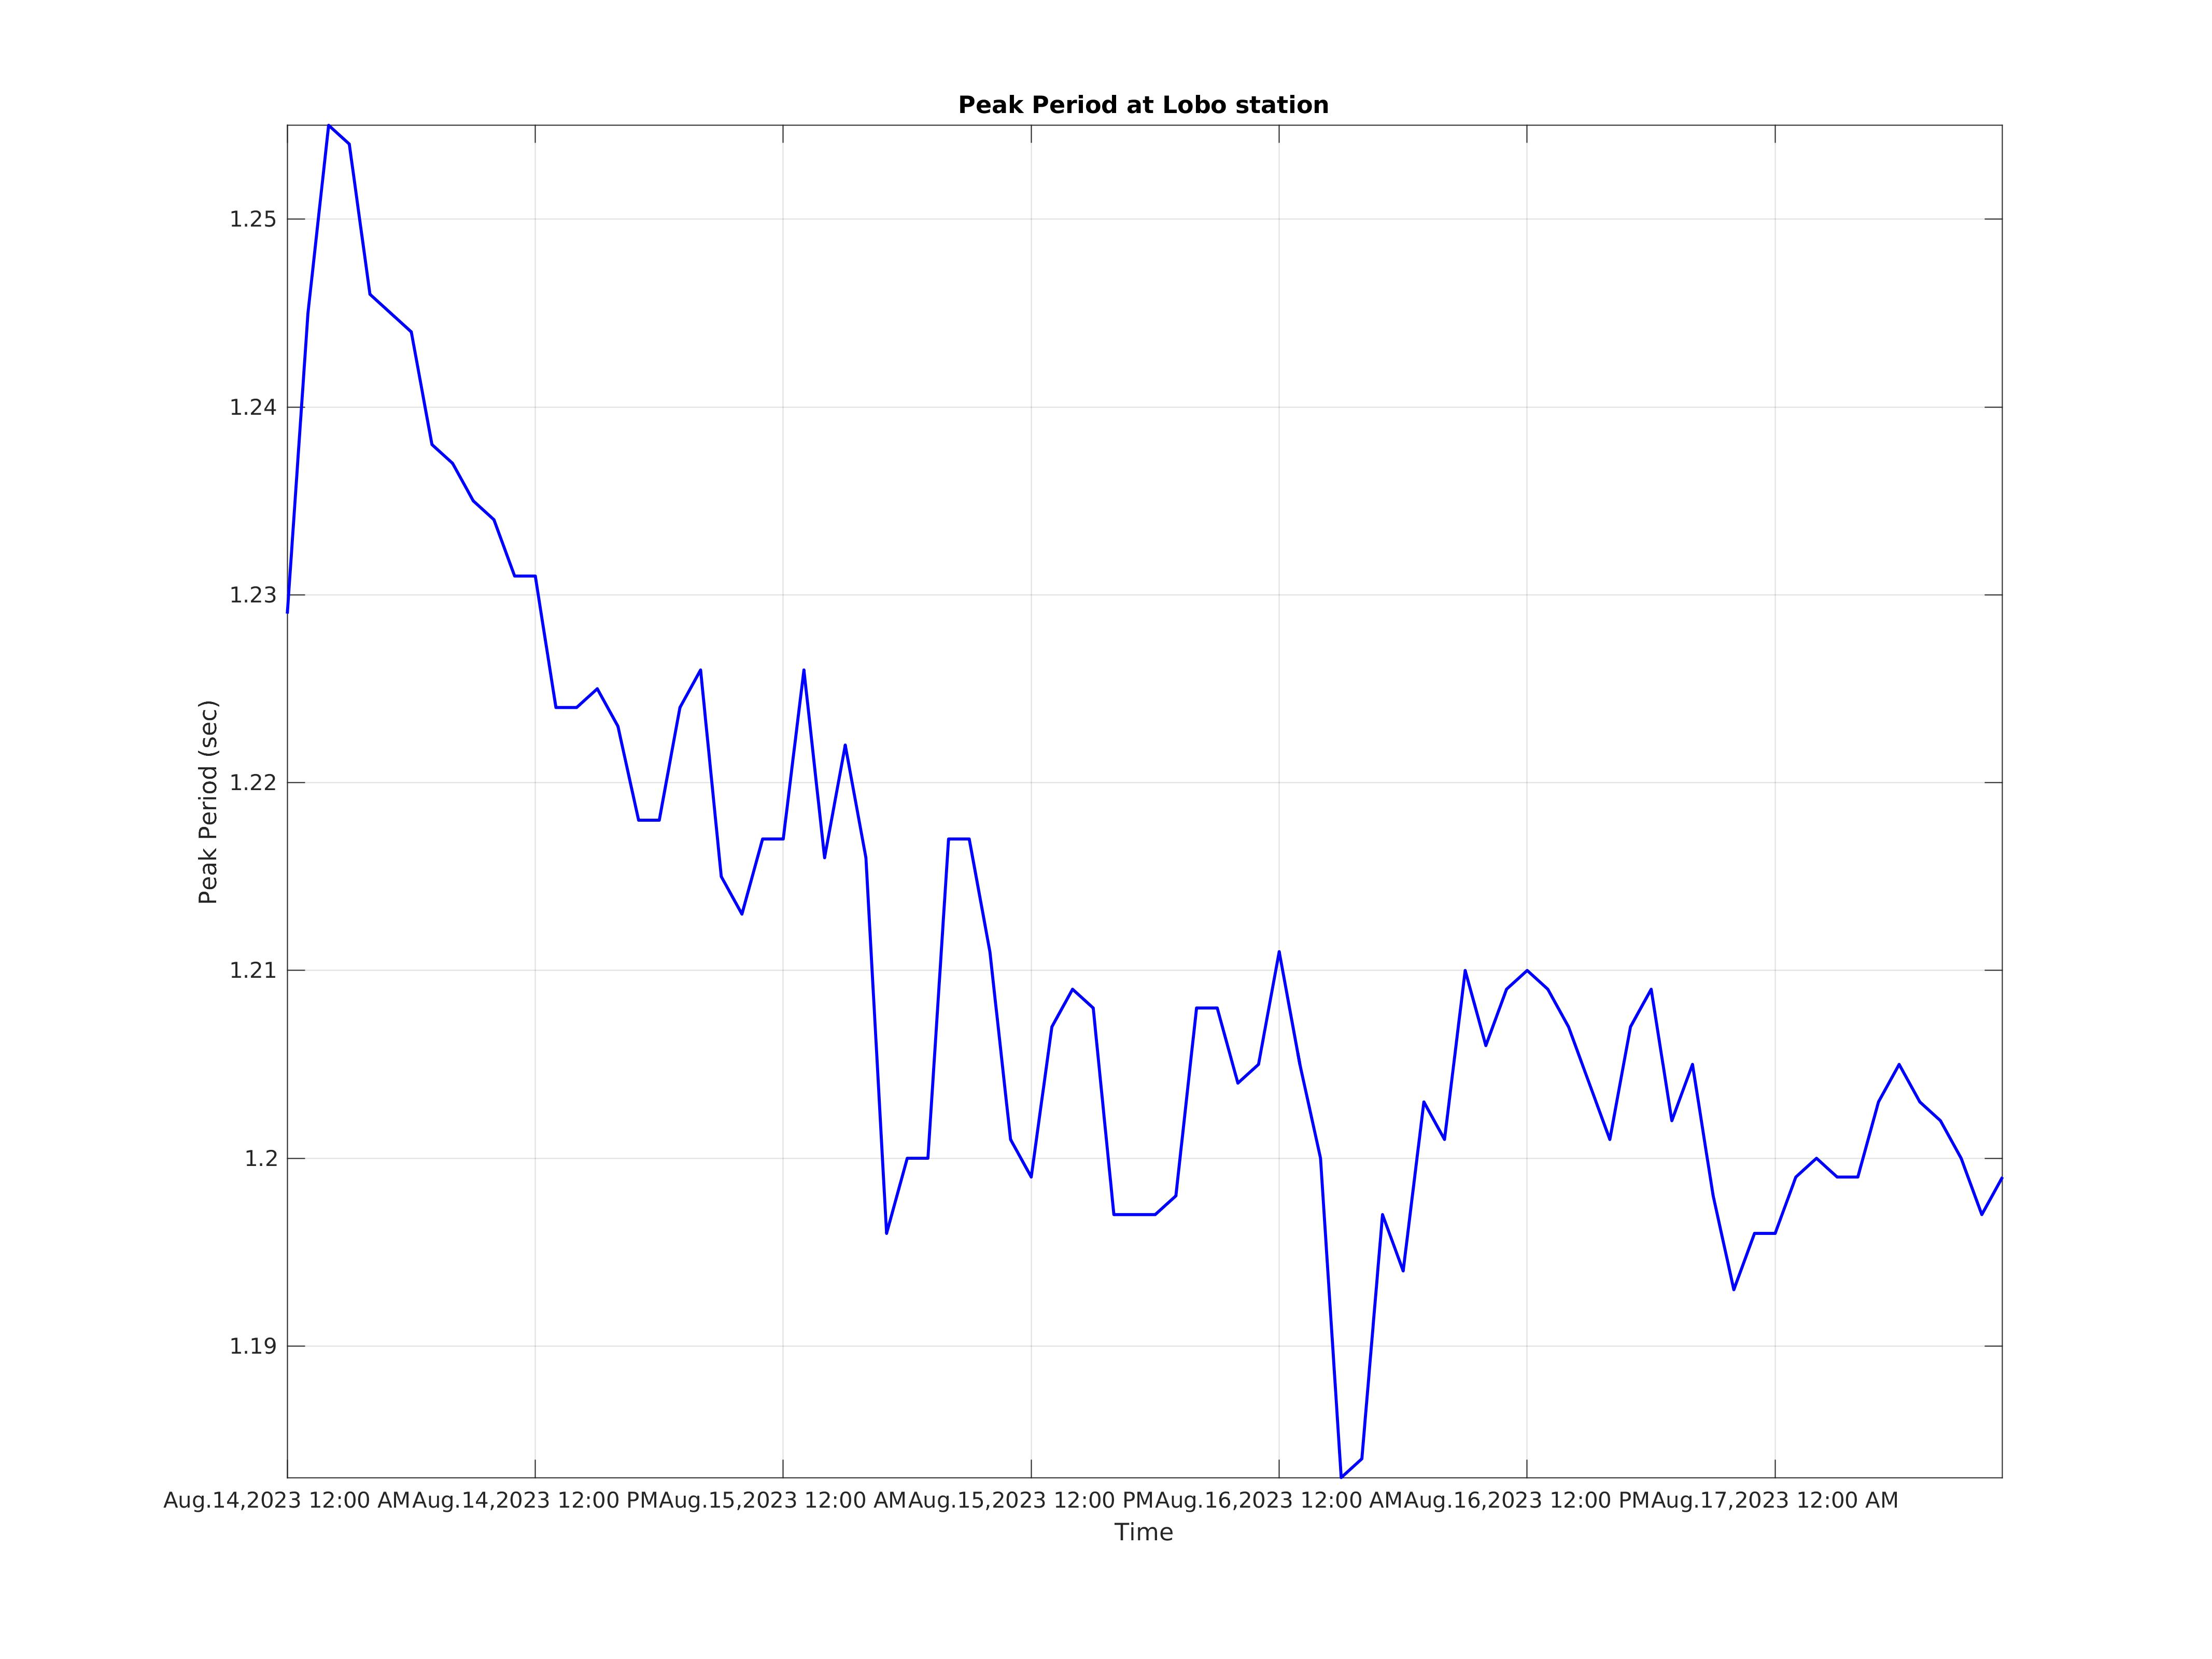 Peak Period at Lobo station
Peak Period (sec)
1.25
1.24
1.23
1.22
1.21
1.2
1.19
Aug.14,2023 12:00 AM Aug.14,2023 12:00 PM Aug.15,2023 12:00 AM Aug.15,2023 12:00 PM Aug.16,2023 12:00 AM Aug.16,2023 12:00 PM Aug.17,2023 12:00 AM
Time